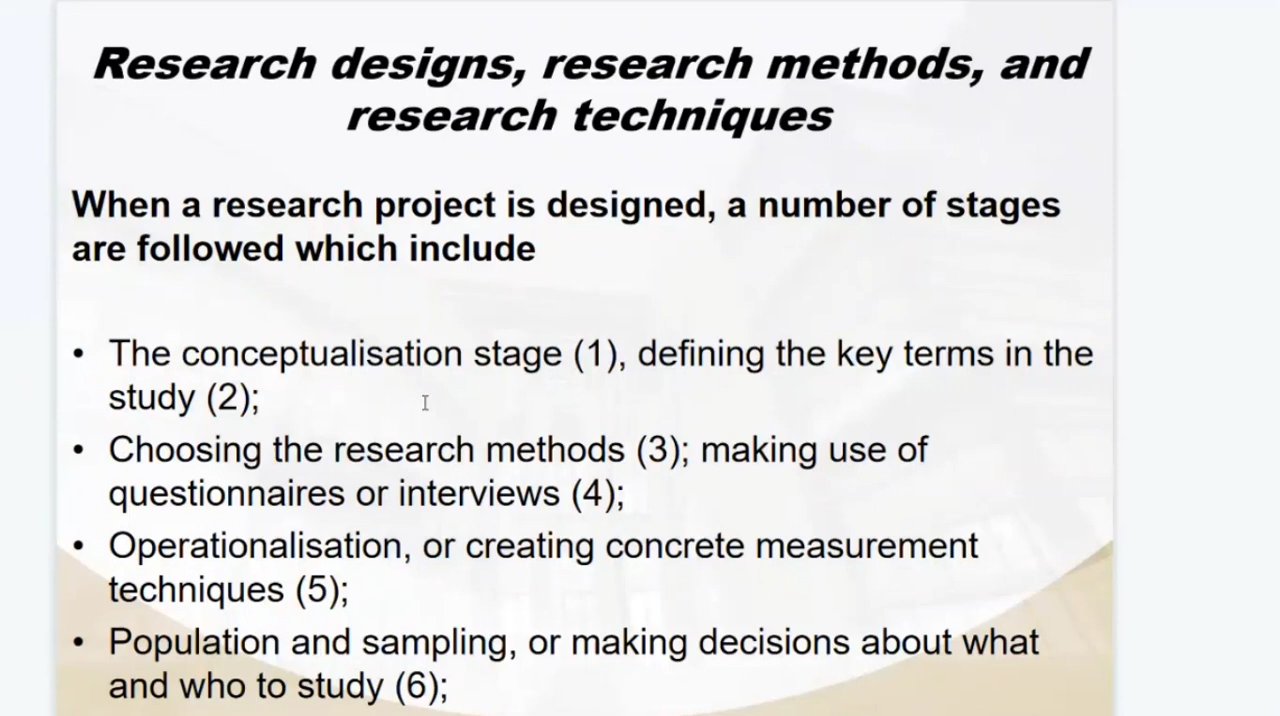 Research designs, research methods, and
research techniques
When a research project is designed, a number of stages
are followed which include
• The conceptualisation stage (1), defining the key terms in the
study (2);
• Choosing the research methods (3); making use of
questionnaires or interviews (4);
• Operationalisation, or creating concrete measurement
techniques (5);
• Population and sampling, or making decisions about what
and who to study (6);